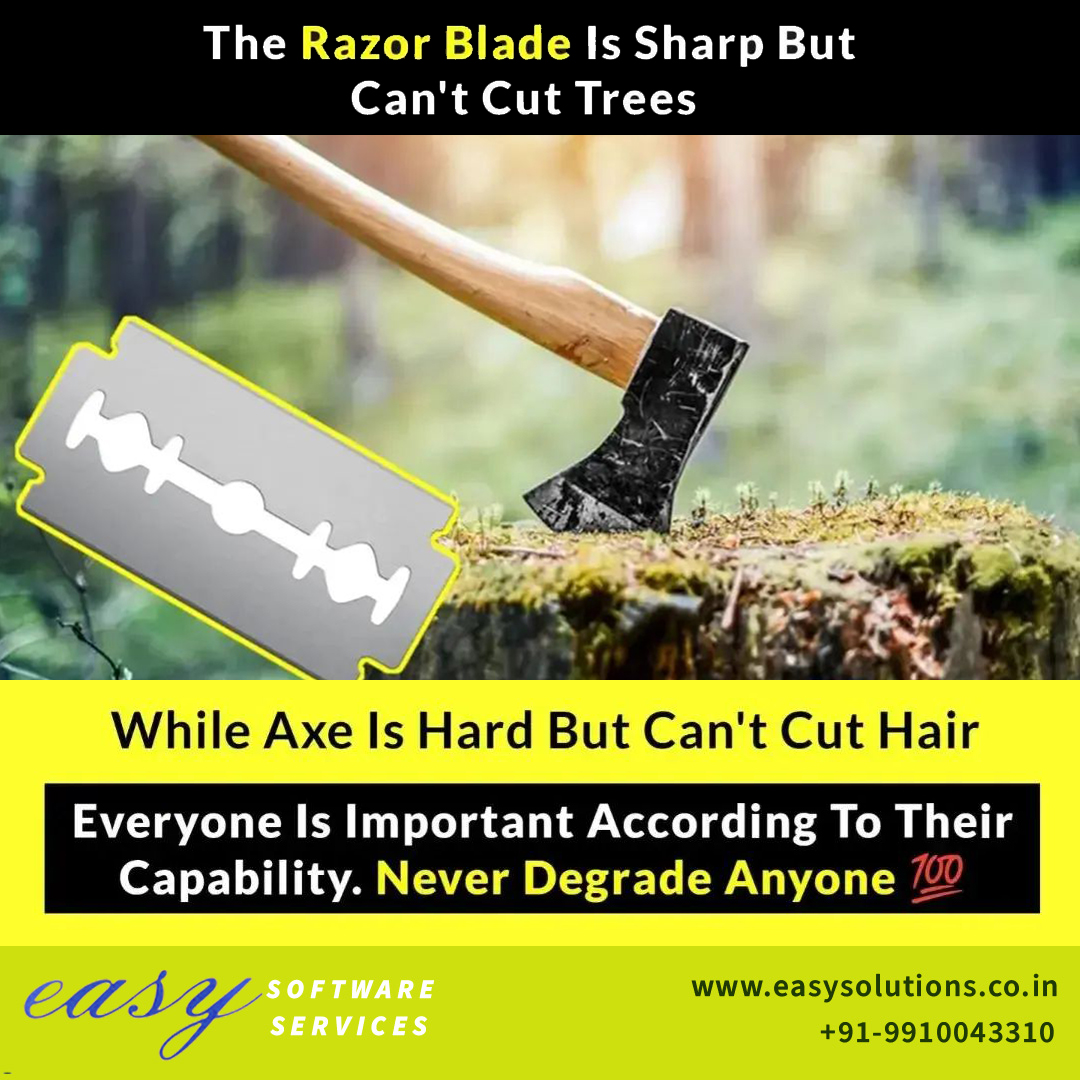 The Razor Blade Is Sharp But
Can't Cut Trees
While Axe Is Hard But Can't Cut Hair
Everyone Is Important According To Their
Capability. Never Degrade Anyone 💯
easy SOFTWARE
SERVICES
www.easysolutions.co.in
+91-9910043310